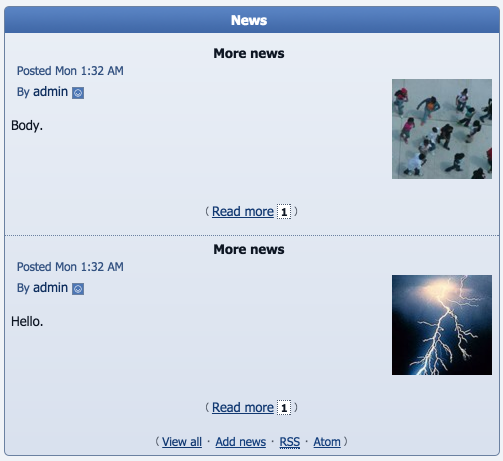 News
More news
Posted Mon 1:32 AM
By admin
Body.
( Read more 1 )
More news
Posted Mon 1:32 AM
By admin
Hello.
( Read more 1 )
( View all · Add news · RSS · Atom )